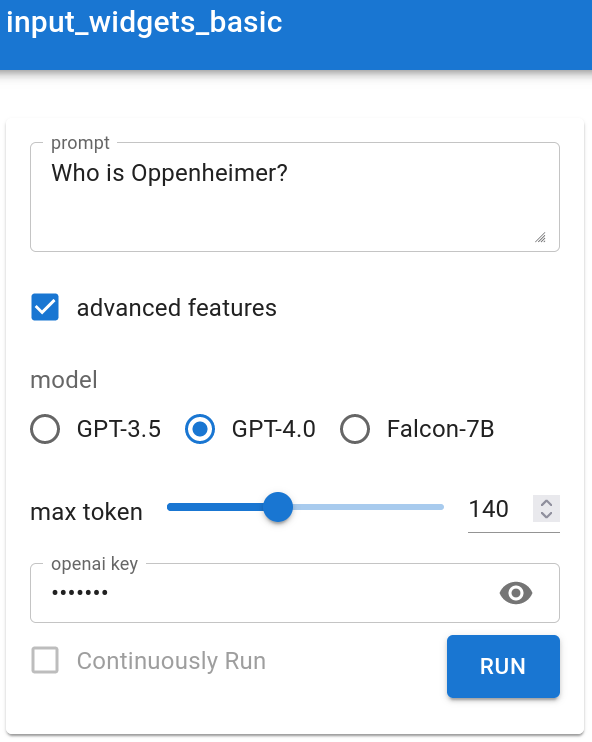 input_widgets_basic
prompt
Who is Oppenheimer?
advanced features
model
GPT-3.5 GPT-4.0 Falcon-7B
max token 140
openai key
•••••••
Continuously Run RUN